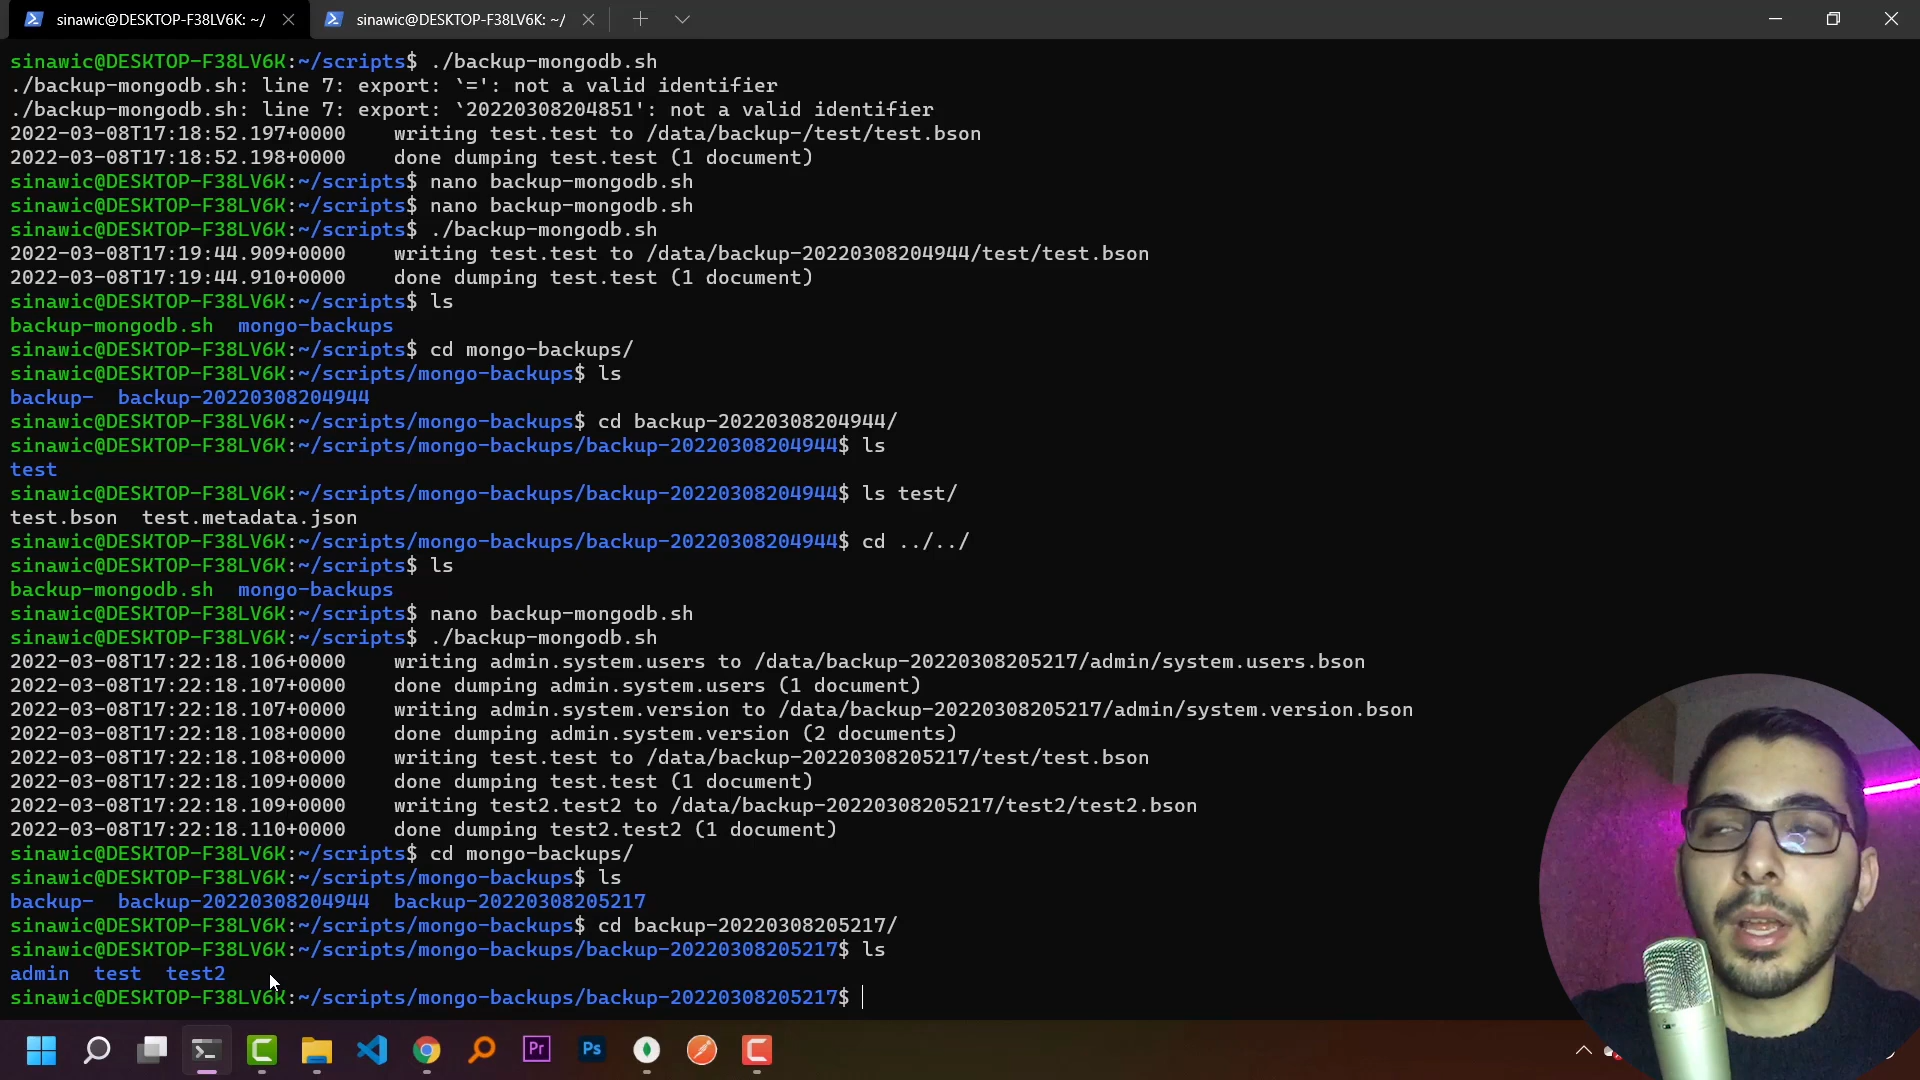 sinawic@DESKTOP-F38LV6K: ~/
sinawic@DESKTOP-F38LV6K: ~/
sinawic@DESKTOP-F38LV6K:~/scripts$ ./backup-mongodb.sh
./backup-mongodb.sh: line 7: export: `=': not a valid identifier
./backup-mongodb.sh: line 7: export: `20220308204851': not a valid identifier
2022-03-08T17:18:52.197+0000    writing test.test to /data/backup-/test/test.bson
2022-03-08T17:18:52.198+0000    done dumping test.test (1 document)
sinawic@DESKTOP-F38LV6K:~/scripts$ nano backup-mongodb.sh
sinawic@DESKTOP-F38LV6K:~/scripts$ nano backup-mongodb.sh
sinawic@DESKTOP-F38LV6K:~/scripts$ ./backup-mongodb.sh
2022-03-08T17:19:44.909+0000    writing test.test to /data/backup-20220308204944/test/test.bson
2022-03-08T17:19:44.910+0000    done dumping test.test (1 document)
sinawic@DESKTOP-F38LV6K:~/scripts$ ls
backup-mongodb.sh  mongo-backups
sinawic@DESKTOP-F38LV6K:~/scripts$ cd mongo-backups/
sinawic@DESKTOP-F38LV6K:~/scripts/mongo-backups$ ls
backup-  backup-20220308204944
sinawic@DESKTOP-F38LV6K:~/scripts/mongo-backups$ cd backup-20220308204944/
sinawic@DESKTOP-F38LV6K:~/scripts/mongo-backups/backup-20220308204944$ ls
test
sinawic@DESKTOP-F38LV6K:~/scripts/mongo-backups/backup-20220308204944$ ls test/
test.bson  test.metadata.json
sinawic@DESKTOP-F38LV6K:~/scripts/mongo-backups/backup-20220308204944$ cd ../../
sinawic@DESKTOP-F38LV6K:~/scripts$ ls
backup-mongodb.sh  mongo-backups
sinawic@DESKTOP-F38LV6K:~/scripts$ nano backup-mongodb.sh
sinawic@DESKTOP-F38LV6K:~/scripts$ ./backup-mongodb.sh
2022-03-08T17:22:18.106+0000    writing admin.system.users to /data/backup-20220308205217/admin/system.users.bson
2022-03-08T17:22:18.107+0000    done dumping admin.system.users (1 document)
2022-03-08T17:22:18.107+0000    writing admin.system.version to /data/backup-20220308205217/admin/system.version.bson
2022-03-08T17:22:18.108+0000    done dumping admin.system.version (2 documents)
2022-03-08T17:22:18.108+0000    writing test.test to /data/backup-20220308205217/test/test.bson
2022-03-08T17:22:18.109+0000    done dumping test.test (1 document)
2022-03-08T17:22:18.109+0000    writing test2.test2 to /data/backup-20220308205217/test2/test2.bson
2022-03-08T17:22:18.110+0000    done dumping test2.test2 (1 document)
sinawic@DESKTOP-F38LV6K:~/scripts$ cd mongo-backups/
sinawic@DESKTOP-F38LV6K:~/scripts/mongo-backups$ ls
backup-  backup-20220308204944  backup-20220308205217
sinawic@DESKTOP-F38LV6K:~/scripts/mongo-backups$ cd backup-20220308205217/
sinawic@DESKTOP-F38LV6K:~/scripts/mongo-backups/backup-20220308205217$ ls
admin  test  test2
sinawic@DESKTOP-F38LV6K:~/scripts/mongo-backups/backup-20220308205217$
Pr
Ps